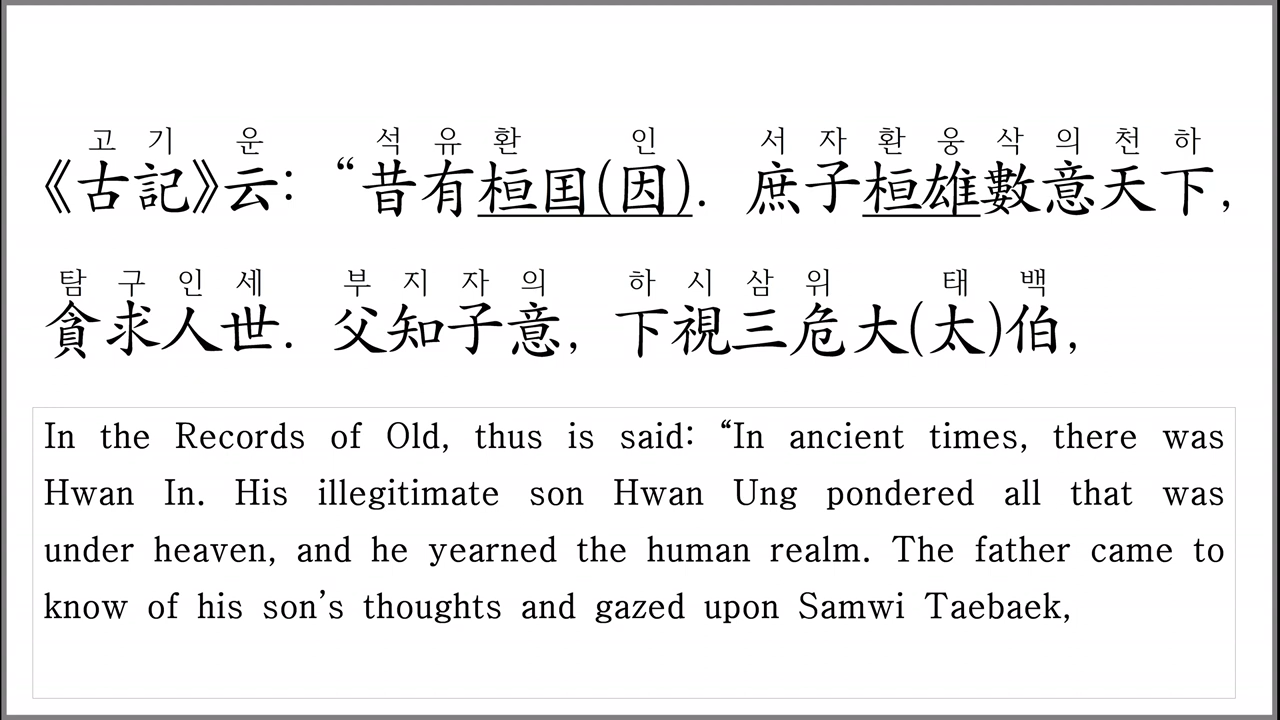 고 기 운 석 유 환 인 서 자 환 웅 삭 의 천 하
《古記》云: “昔有桓囯(因). 庶子桓雄數意天下,
탐 구 인 세 부 지 자 의 하 시 삼 위 태 백
貪求人世. 父知子意, 下視三危大(太)伯,
In the Records of Old, thus is said: “In ancient times, there was
Hwan In. His illegitimate son Hwan Ung pondered all that was
under heaven, and he yearned the human realm. The father came to
know of his son’s thoughts and gazed upon Samwi Taebaek,